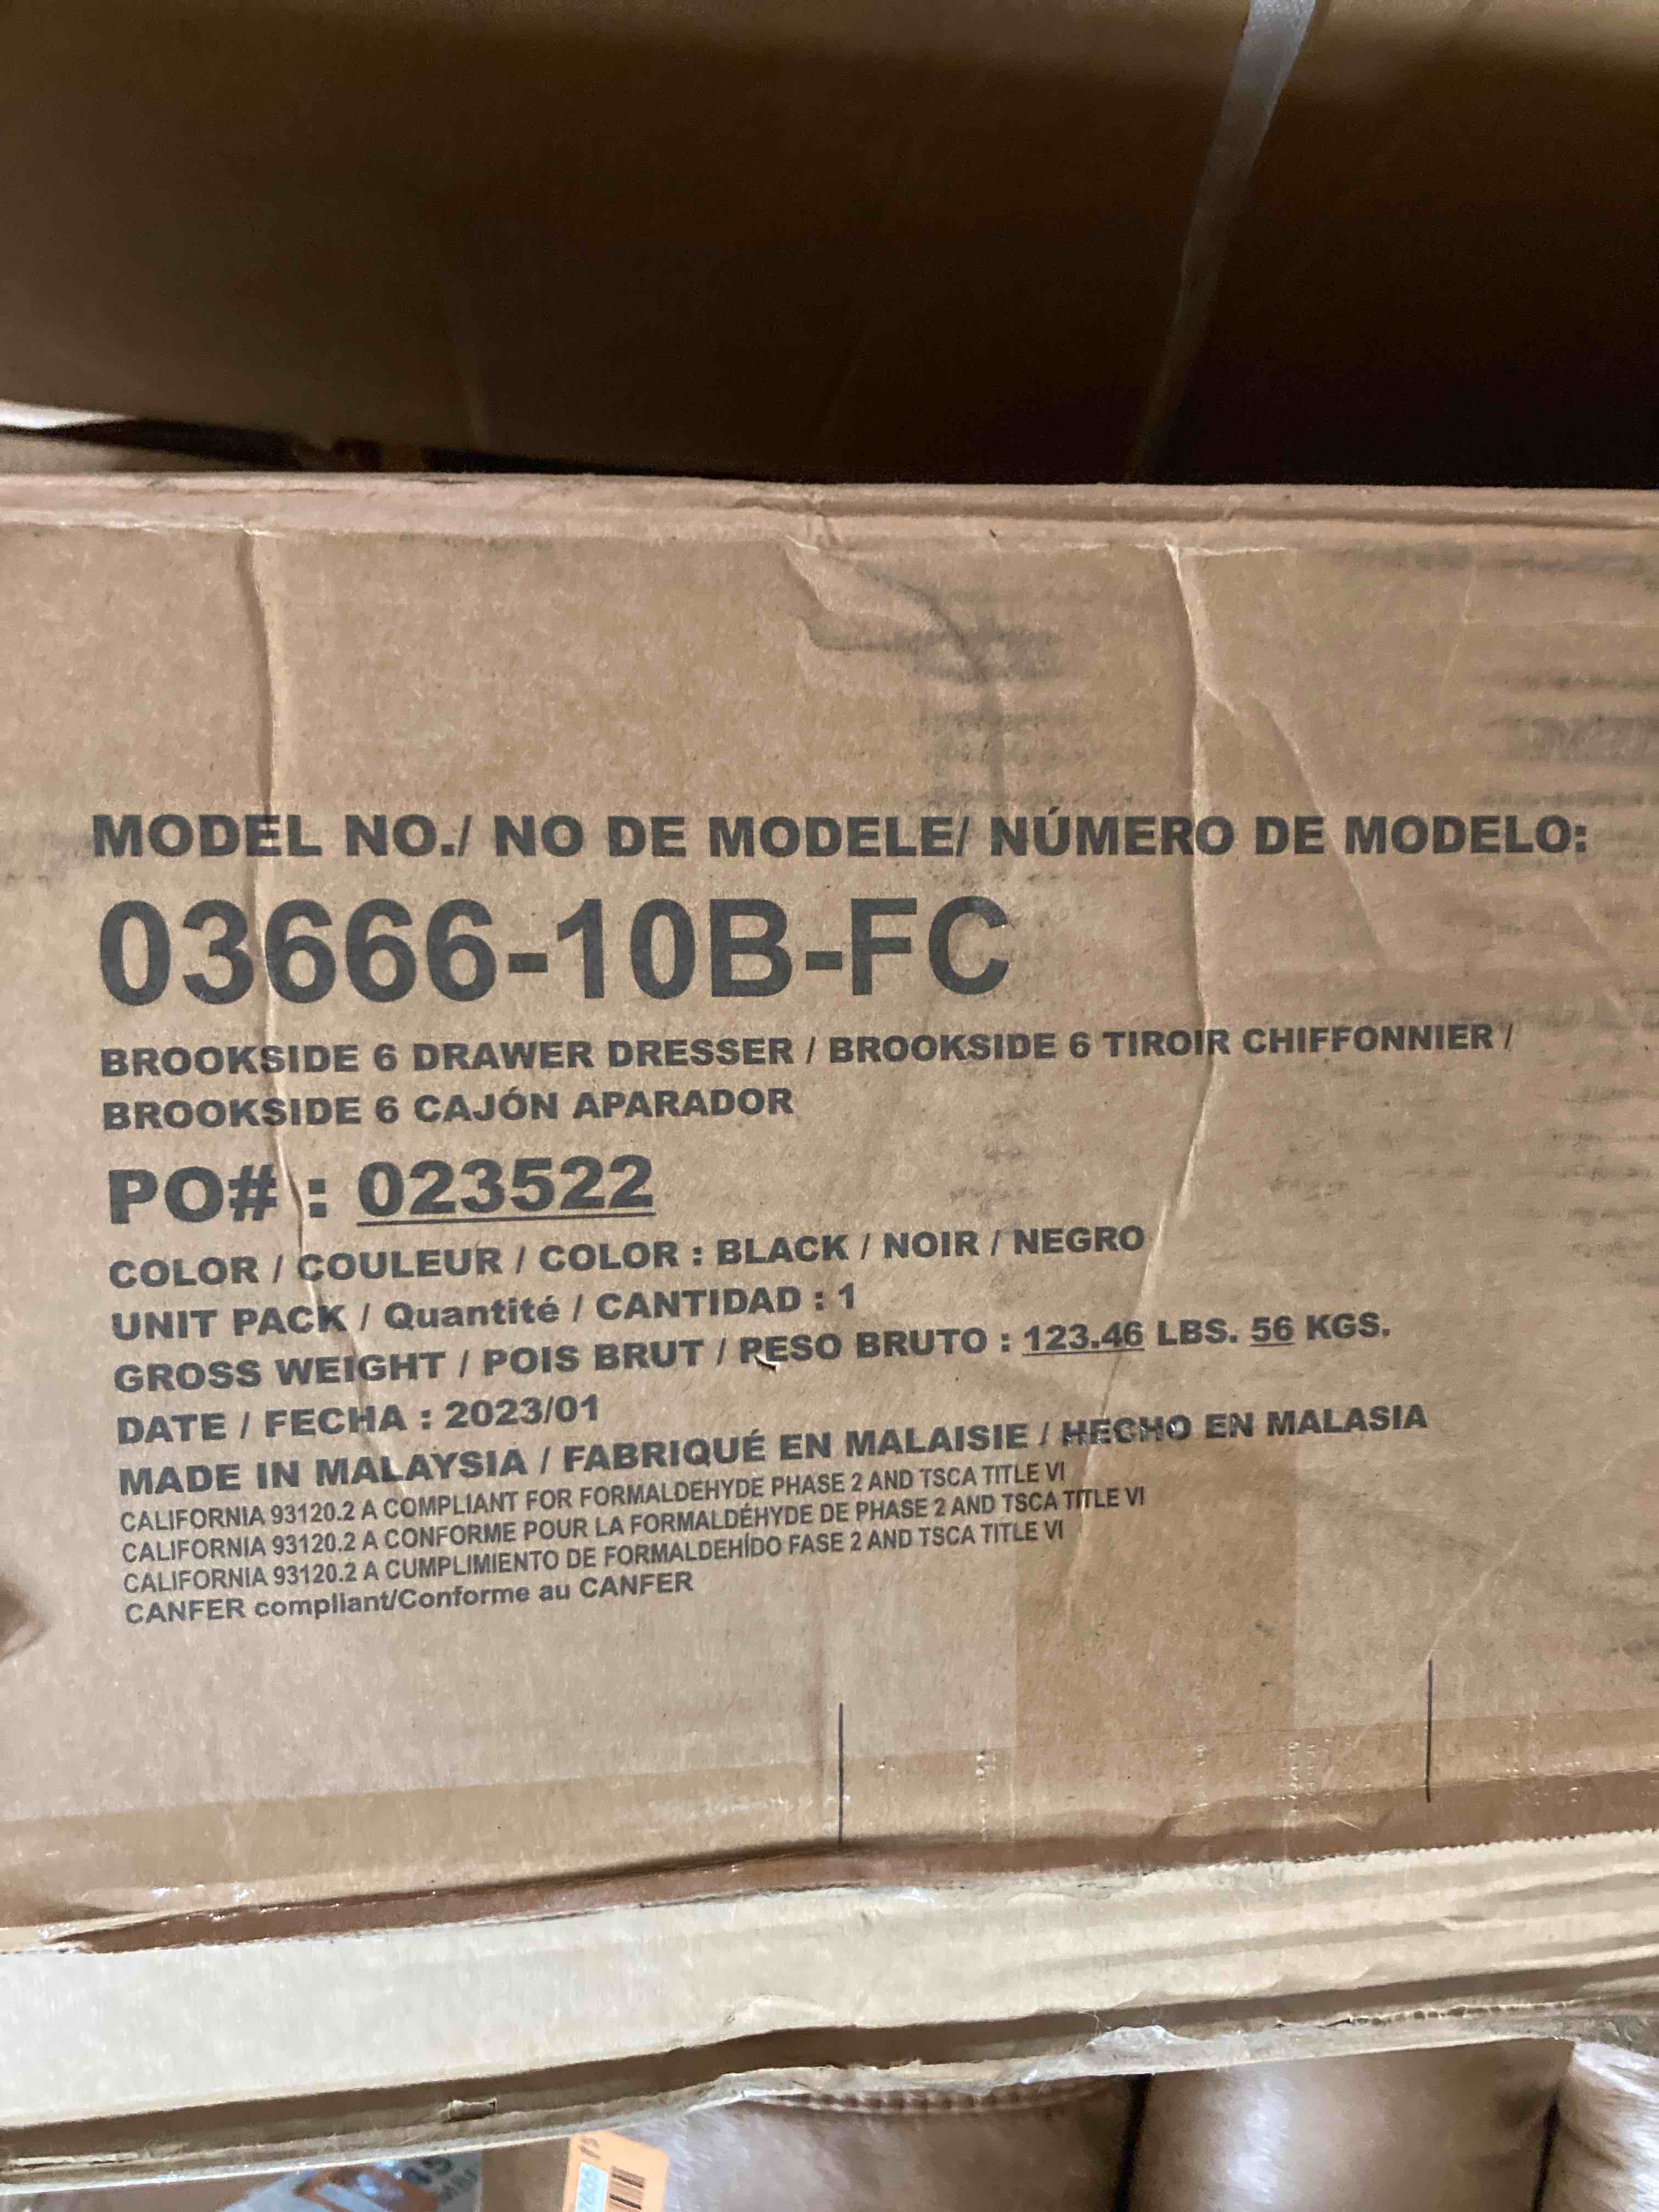 MODEL NO./ NO DE MODELE/ NÚMERO DE MODELO:
03666-10B-FC
BROOKSIDE 6 DRAWER DRESSER / BROOKSIDE 6 TIROIR CHIFFONNIER /
BROOKSIDE 6 CAJÓN APARADOR
PO# : 023522
COLOR / COULEUR / COLOR : BLACK / NOIR / NEGRO
UNIT PACK / Quantité / CANTIDAD : 1
GROSS WEIGHT / POIS BRUT / PESO BRUTO : 123.46 LBS. 56 KGS.
DATE / FECHA : 2023/01
MADE IN MALAYSIA / FABRIQUÉ EN MALAISIE / HECHO EN MALASIA
CALIFORNIA 93120.2 A COMPLIANT FOR FORMALDEHYDE PHASE 2 AND TSCA TITLE VI
CALIFORNIA 93120.2 A CONFORME POUR LA FORMALDÉHYDE DE PHASE 2 AND TSCA TITLE VI
CALIFORNIA 93120.2 A CUMPLIMIENTO DE FORMALDEHÍDO FASE 2 AND TSCA TITLE VI
CANFER compliant/Conforme au CANFER